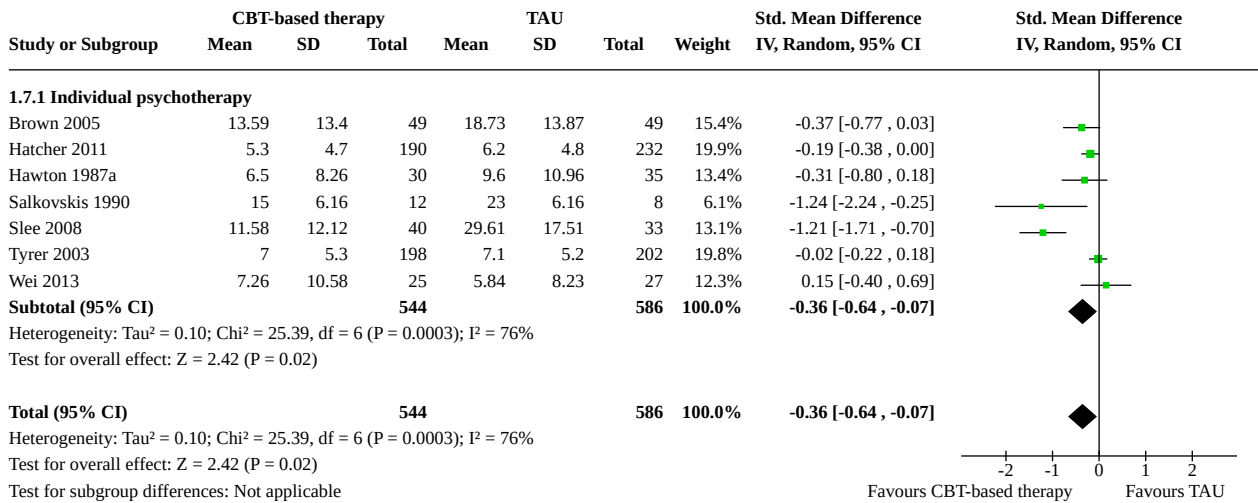 CBT-based therapy TAU Std. Mean Difference Std. Mean Difference
Study or Subgroup Mean SD Total Mean SD Total Weight IV, Random, 95% CI IV, Random, 95% CI
1.7.1 Individual psychotherapy
Brown 2005 13.59 13.4 49 18.73 13.87 49 15.4% -0.37 [-0.77 , 0.03]
Hatcher 2011 5.3 4.7 190 6.2 4.8 232 19.9% -0.19 [-0.38 , 0.00]
Hawton 1987a 6.5 8.26 30 9.6 10.96 35 13.4% -0.31 [-0.80 , 0.18]
Salkovskis 1990 15 6.16 12 23 6.16 8 6.1% -1.24 [-2.24 , -0.25]
Slee 2008 11.58 12.12 40 29.61 17.51 33 13.1% -1.21 [-1.71 , -0.70]
Tyrer 2003 7 5.3 198 7.1 5.2 202 19.8% -0.02 [-0.22 , 0.18]
Wei 2013 7.26 10.58 25 5.84 8.23 27 12.3% 0.15 [-0.40 , 0.69]
Subtotal (95% CI) 544 586 100.0% -0.36 [-0.64 , -0.07]
Heterogeneity: Tau² = 0.10; Chi² = 25.39, df = 6 (P = 0.0003); I² = 76%
Test for overall effect: Z = 2.42 (P = 0.02)
Total (95% CI) 544 586 100.0% -0.36 [-0.64 , -0.07]
Heterogeneity: Tau² = 0.10; Chi² = 25.39, df = 6 (P = 0.0003); I² = 76%
Test for overall effect: Z = 2.42 (P = 0.02) -2 -1 0 1 2
Test for subgroup differences: Not applicable Favours CBT-based therapy Favours TAU